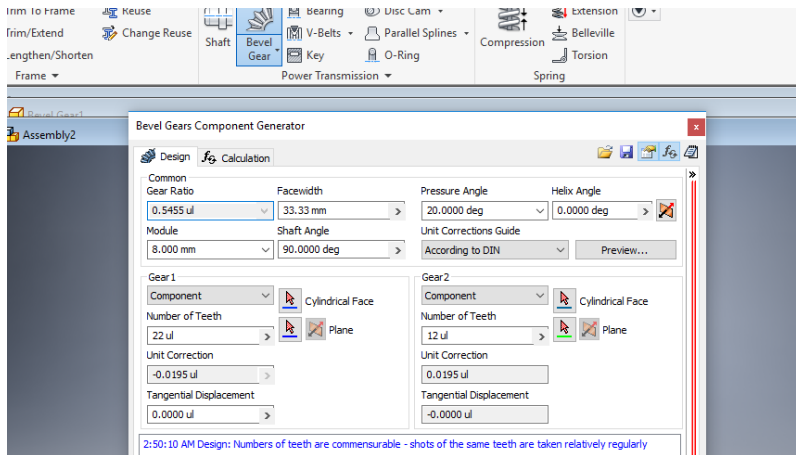 Trim To Frame Reuse Bearing Disc Cam Extension
Trim/Extend Change Reuse Shaft Bevel Gear V-Belts Parallel Splines Compression Belleville
Lengthen/Shorten Key O-Ring Torsion
Frame Power Transmission Spring
Bevel Gear1
Assembly2
Bevel Gears Component Generator
x
Design fG Calculation
Common
Gear Ratio Facewidth Pressure Angle Helix Angle
0.5455 ul 33.33 mm 20.0000 deg 0.0000 deg
Module Shaft Angle Unit Corrections Guide
8.000 mm 90.0000 deg According to DIN Preview...
Gear1 Gear2
Component Cylindrical Face Component Cylindrical Face
Number of Teeth Plane Number of Teeth Plane
22 ul 12 ul
Unit Correction Unit Correction
-0.0195 ul 0.0195 ul
Tangential Displacement Tangential Displacement
0.0000 ul -0.0000 ul
2:50:10 AM Design: Numbers of teeth are commensurable - shots of the same teeth are taken relatively regularly